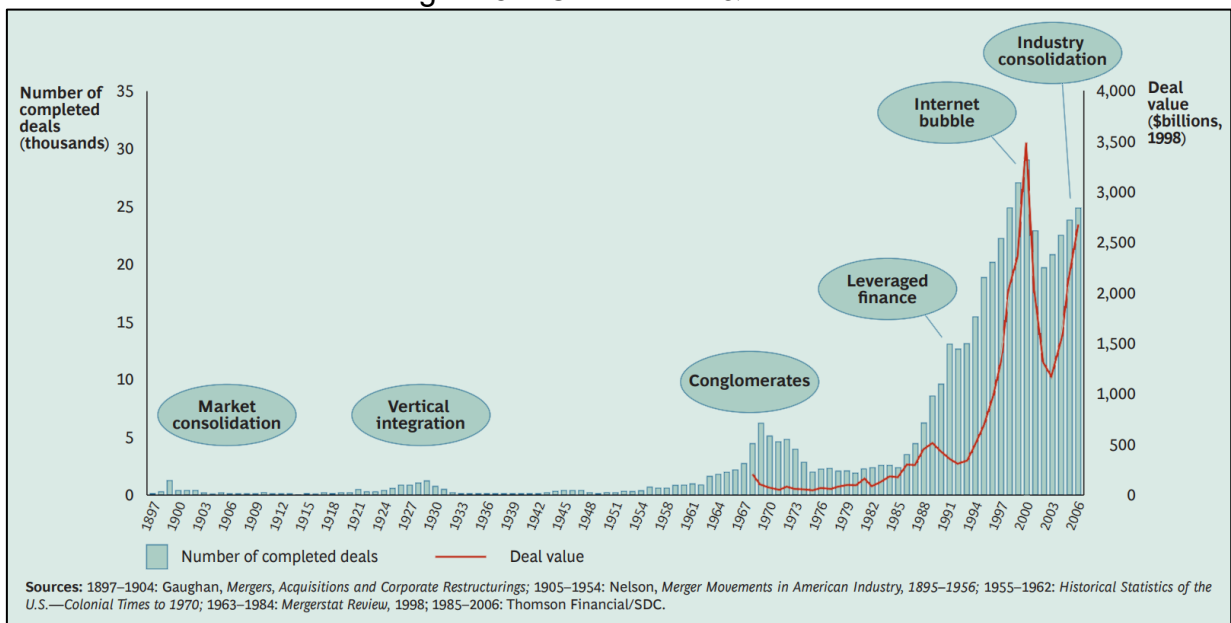 Industry
consolidation
Number of
completed
deals
(thousands)
35
30
25
20
15
10
5
0
4,000
3,500
3,000
2,500
2,000
1,500
1,000
500
0
Deal
value
($billions,
1998)
Internet
bubble
Leveraged
finance
Conglomerates
Market
consolidation
Vertical
integration
1897
1900
1903
1906
1909
1912
1915
1918
1921
1924
1927
1930
1933
1936
1939
1942
1945
1948
1951
1954
1958
1961
1964
1967
1970
1973
1976
1979
1982
1985
1988
1991
1994
1997
2000
2003
2006
Number of completed deals
Deal value
Sources: 1897–1904: Gaughan, Mergers, Acquisitions and Corporate Restructurings; 1905–1954: Nelson, Merger Movements in American Industry, 1895–1956; 1955–1962: Historical Statistics of the
U.S.—Colonial Times to 1970; 1963–1984: Mergerstat Review, 1998; 1985–2006: Thomson Financial/SDC.